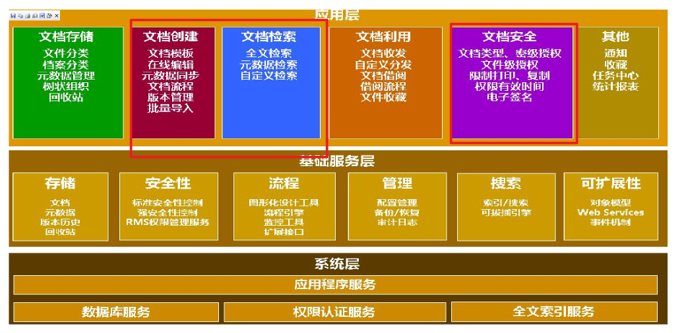 应用层
文档存储
文件分类
档案分类
元数据管理
树状组织
回收站
文档创建
文档模板
在线编辑
元数据同步
文档流程
版本管理
批量导入
文档检索
全文检索
元数据检索
自定义检索
文档利用
文档收发
自定义分发
文档借阅
借阅流程
文件收藏
文档安全
文档类型、密级授权
文件级授权
限制打印、复制
权限有效时间
电子签名
其他
通知
收藏
任务中心
统计报表
基础服务层
存储
文档
元数据
版本历史
回收站
安全性
标准安全性控制
强安全性控制
RMS权限管理服务
流程
图形化设计工具
流程引擎
监控工具
扩展接口
管理
配置管理
备份/恢复
审计日志
搜索
索引/搜索
可拔插引擎
可扩展性
对象模型
Web Services
事件机制
系统层
应用程序服务
数据库服务
权限认证服务
全文索引服务